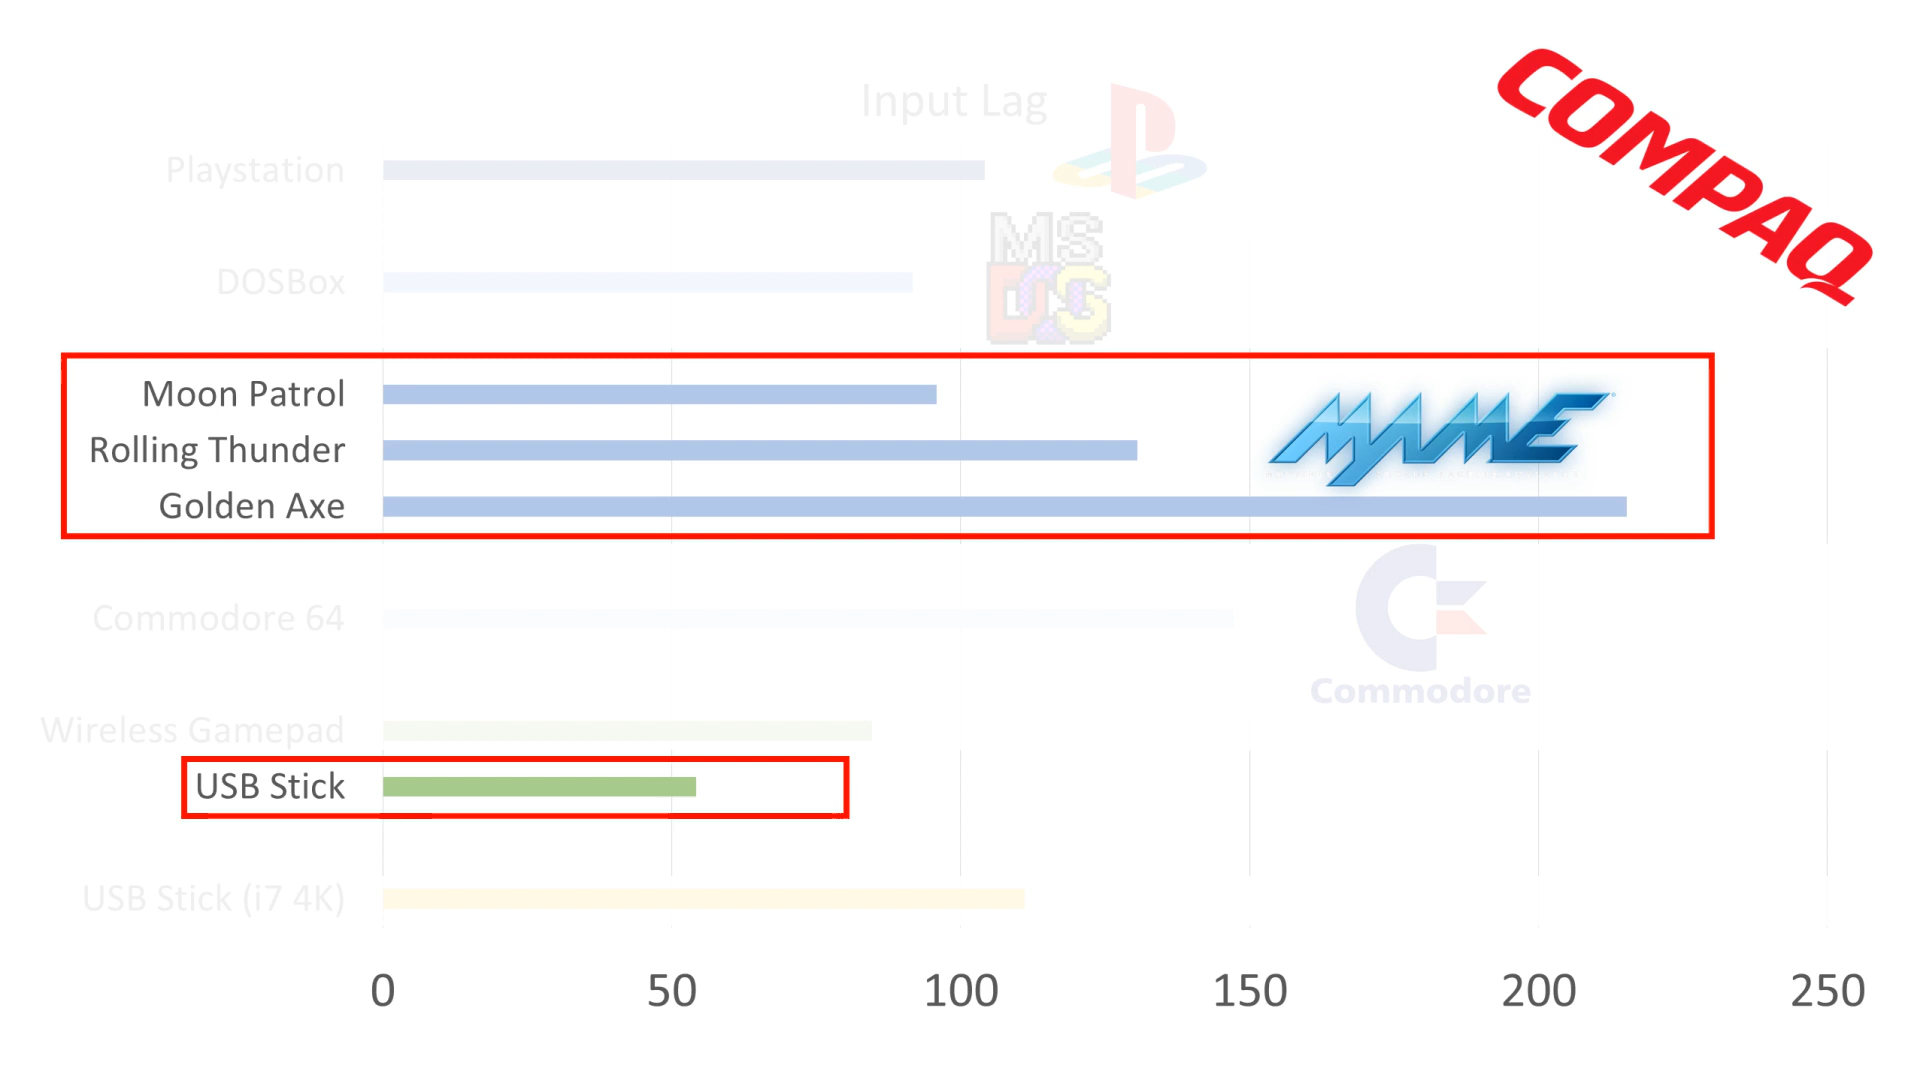 COMPAQ
Input Lag
Playstation
MS
DOS
DOSBox
Moon Patrol
MAME
Rolling Thunder
Golden Axe
Commodore 64
Commodore
Wireless Gamepad
USB Stick
USB Stick (i7 4K)
0 50 100 150 200 250